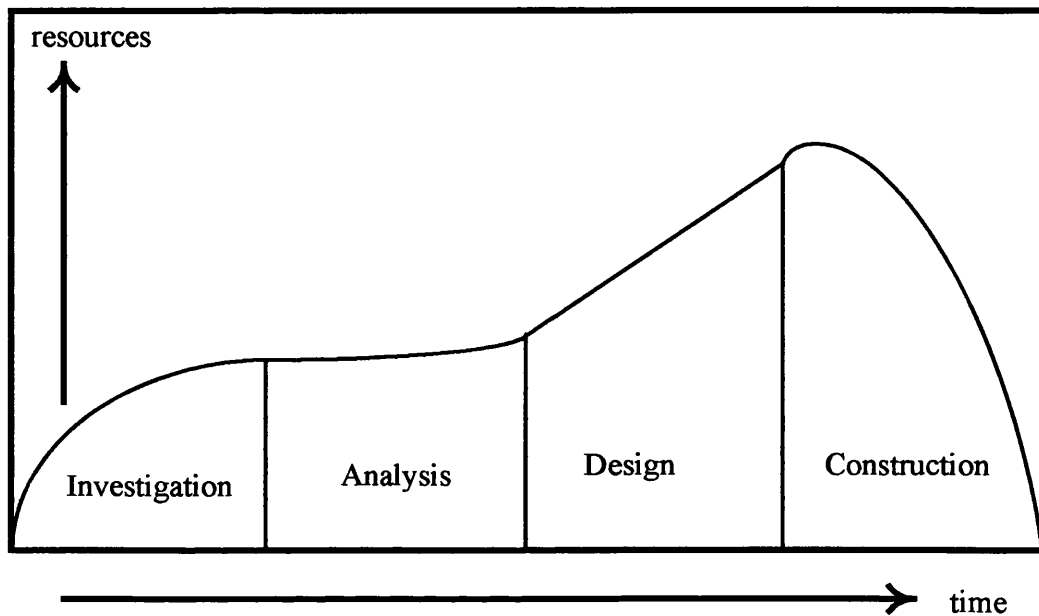 resources
Investigation
Analysis
Design
Construction
time